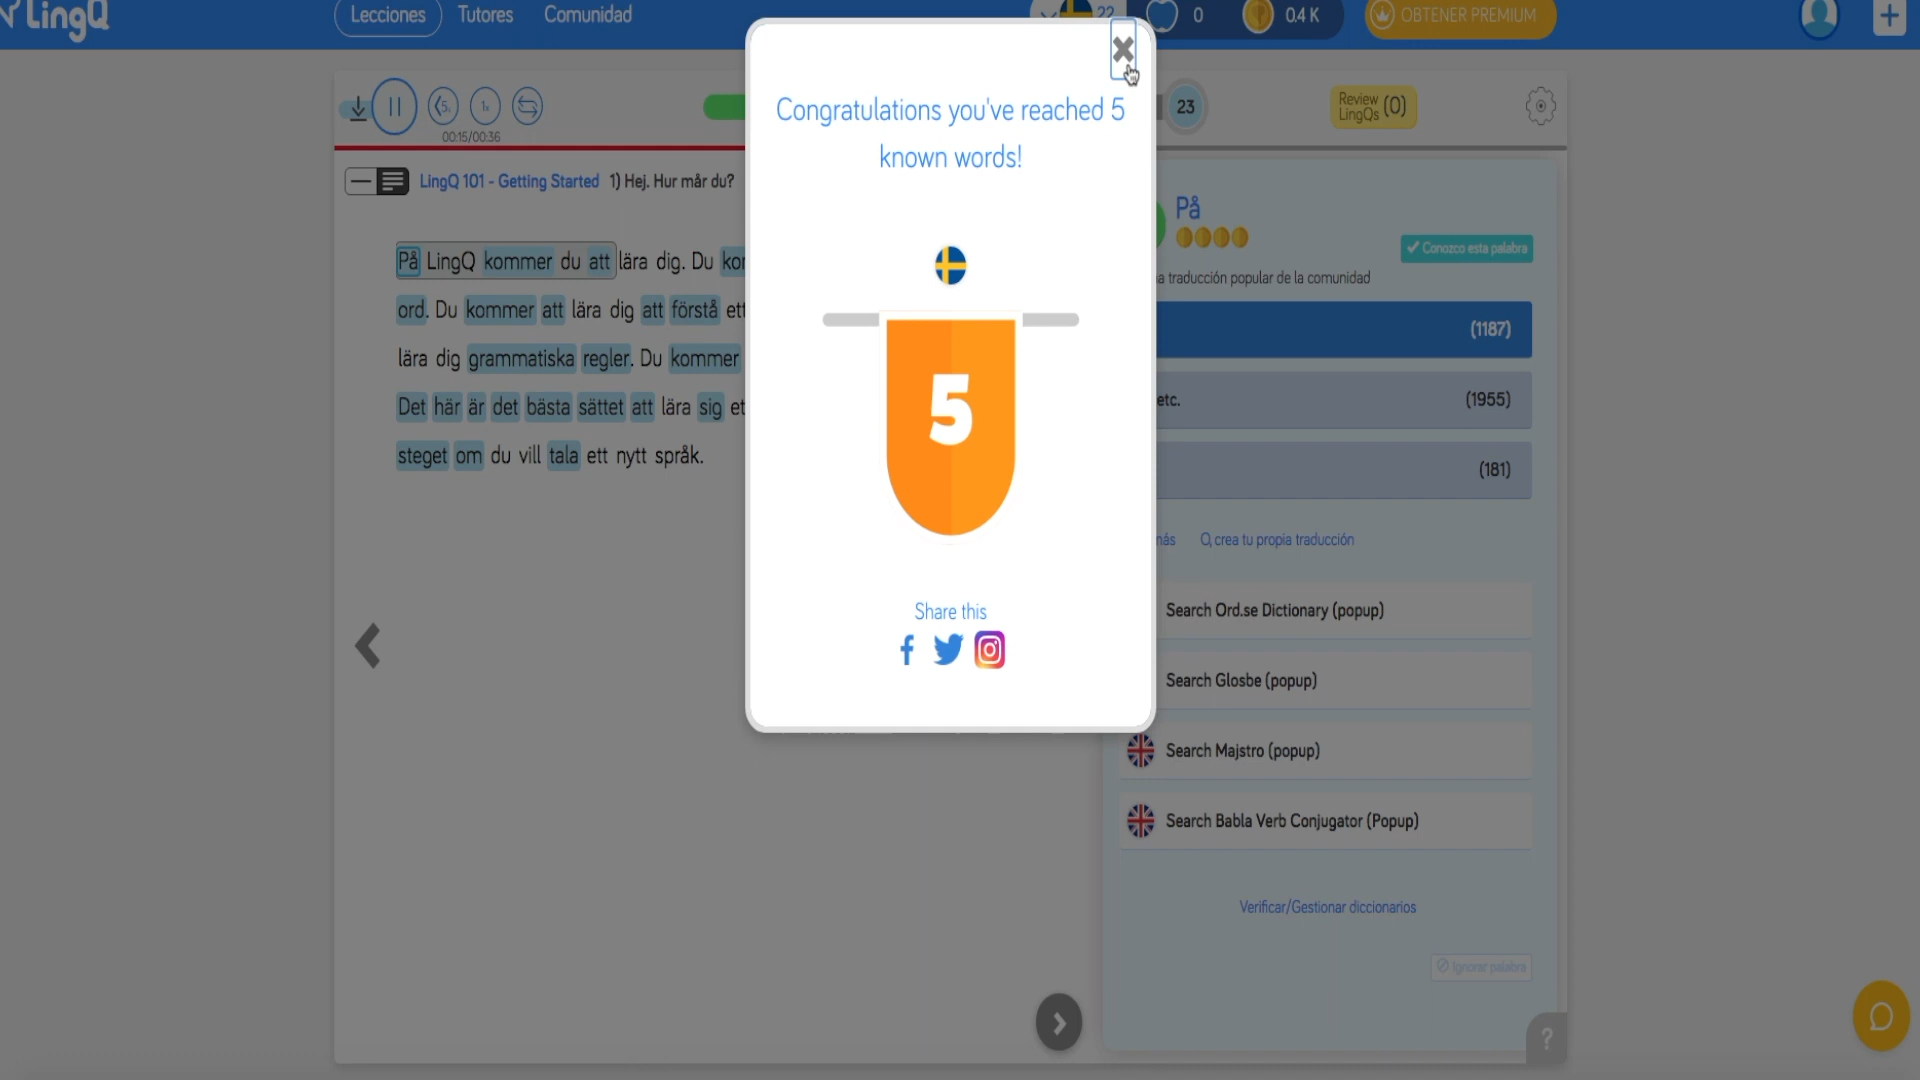 LingQ
Lecciones Tutores Comunidad
22 0 0.4 K OBTENER PREMIUM
5s 1x
00:15/00:36
23
Review LingQs (0)
LingQ 101 - Getting Started 1) Hej. Hur mår du?
På LingQ kommer du att lära dig. Du
ord. Du kommer att lära dig att förstå ett
lära dig grammatiska regler. Du kommer
Det här är det bästa sättet att lära sig
steget om du vill tala ett nytt språk.
Congratulations you've reached 5
known words!
5
Share this
På
Conozco esta palabra
a traducción popular de la comunidad
(1187)
etc. (1955)
(181)
más crea tu propia traducción
Search Ord.se Dictionary (popup)
Search Glosbe (popup)
Search Majstro (popup)
Search Babla Verb Conjugator (Popup)
Verificar/Gestionar diccionarios
Ignorar palabra
?